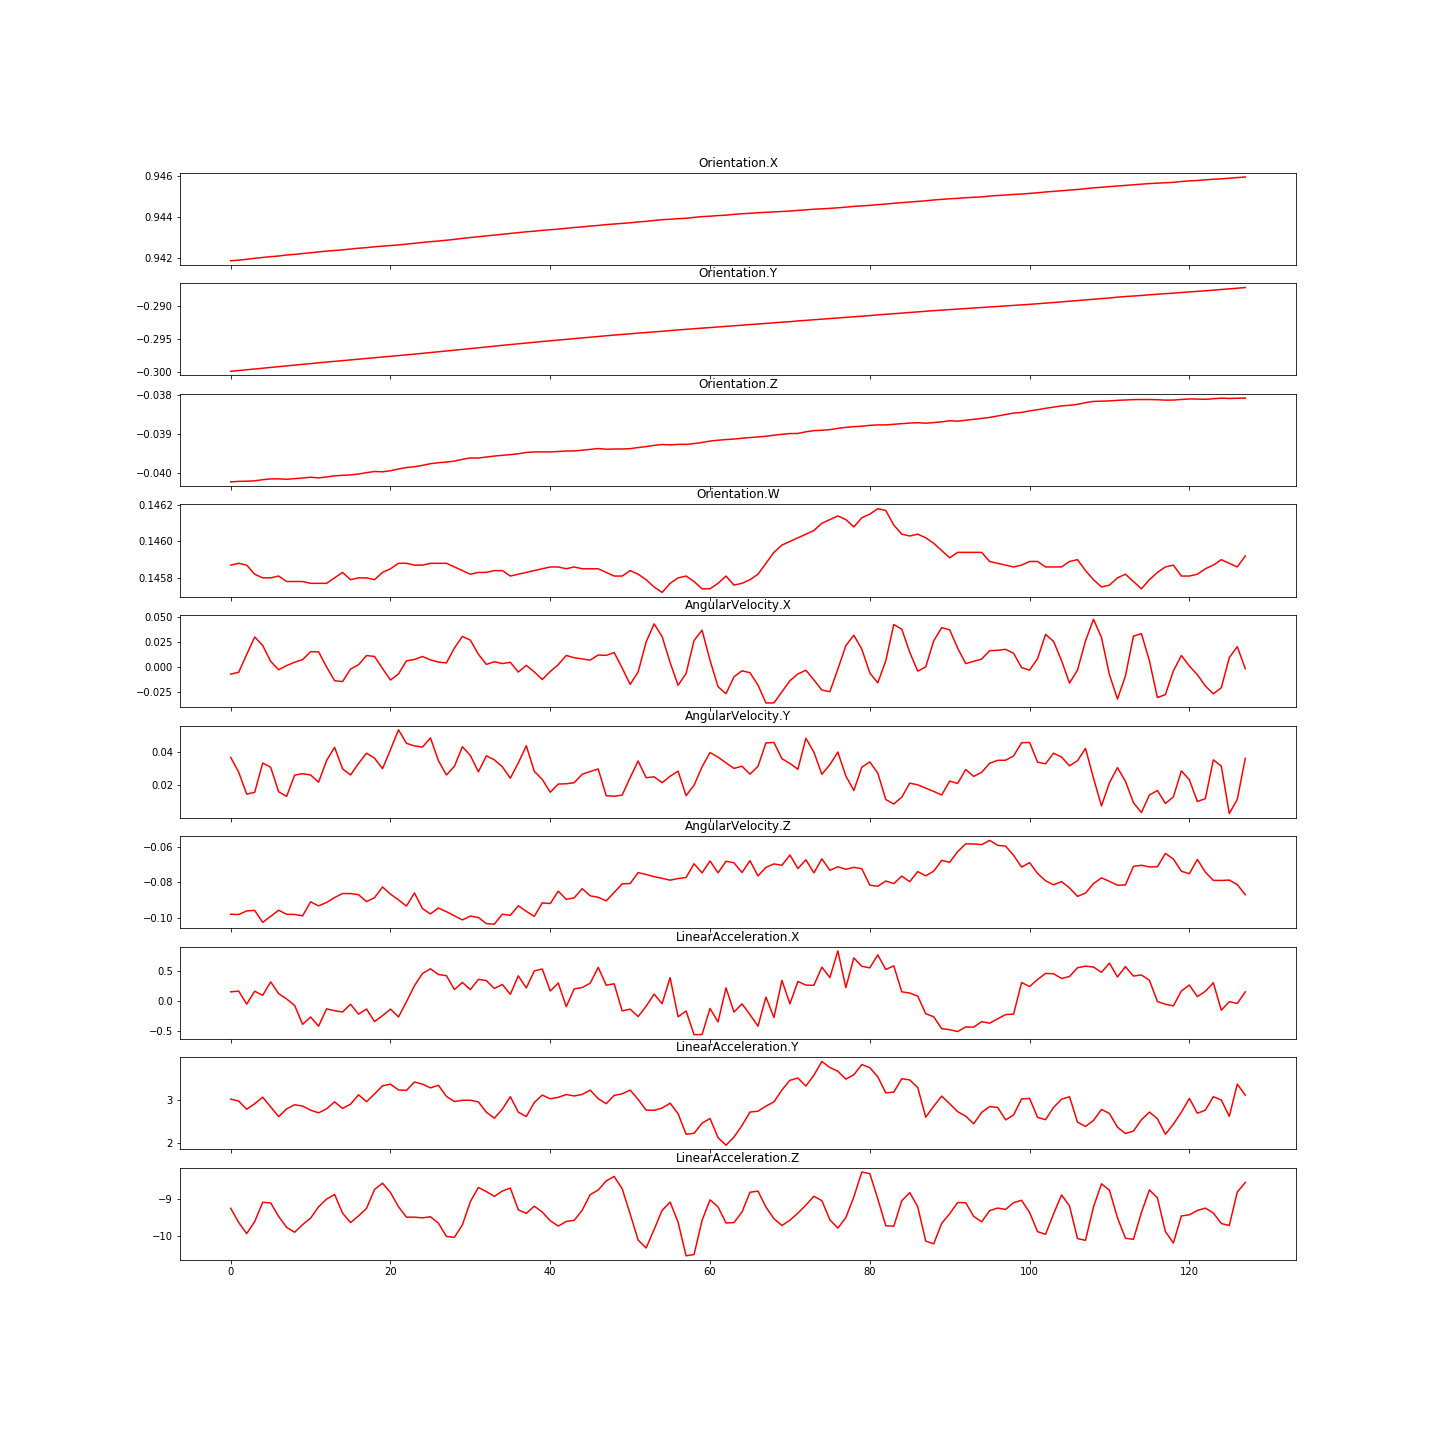 Orientation.X
0.946
0.944
0.942
Orientation.Y
−0.290
−0.295
−0.300
Orientation.Z
−0.038
−0.039
−0.040
Orientation.W
0.1462
0.1460
0.1458
AngularVelocity.X
0.050
0.025
0.000
−0.025
AngularVelocity.Y
0.04
0.02
AngularVelocity.Z
−0.06
−0.08
−0.10
LinearAcceleration.X
0.5
0.0
−0.5
LinearAcceleration.Y
3
2
LinearAcceleration.Z
−9
−10
0 20 40 60 80 100 120